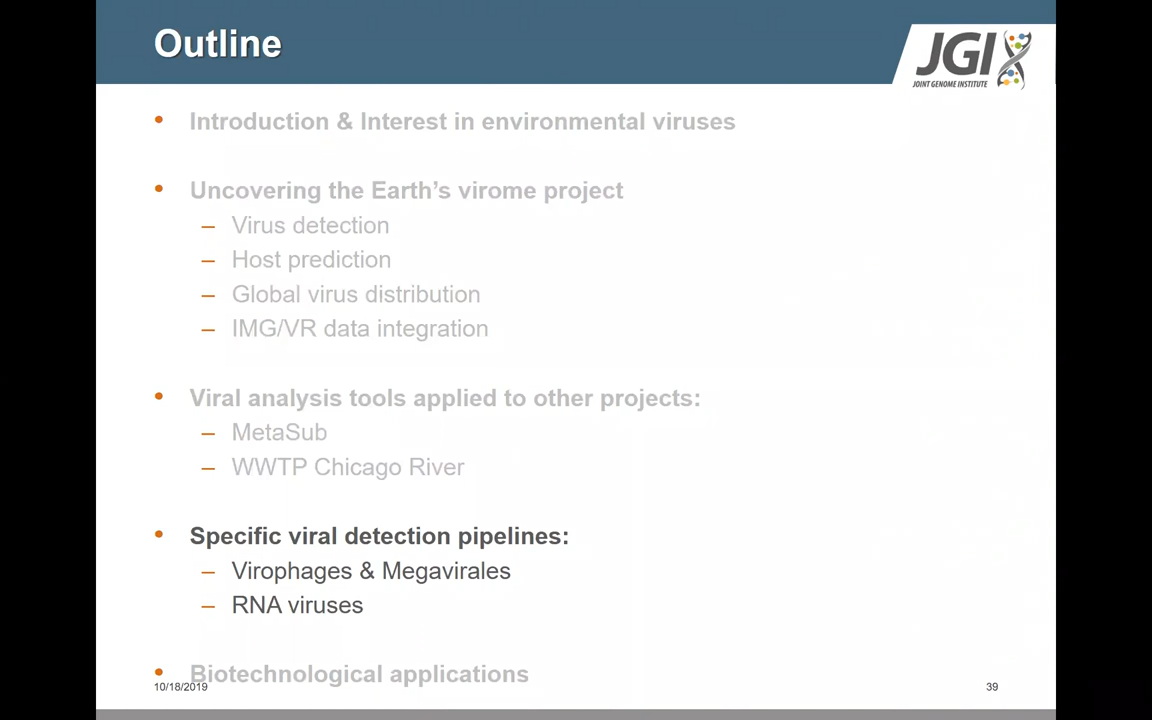 Outline
JGI
JOINT GENOME INSTITUTE
• Introduction & Interest in environmental viruses
• Uncovering the Earth’s virome project
– Virus detection
– Host prediction
– Global virus distribution
– IMG/VR data integration
• Viral analysis tools applied to other projects:
– MetaSub
– WWTP Chicago River
• Specific viral detection pipelines:
– Virophages & Megavirales
– RNA viruses
• Biotechnological applications
10/18/2019
39